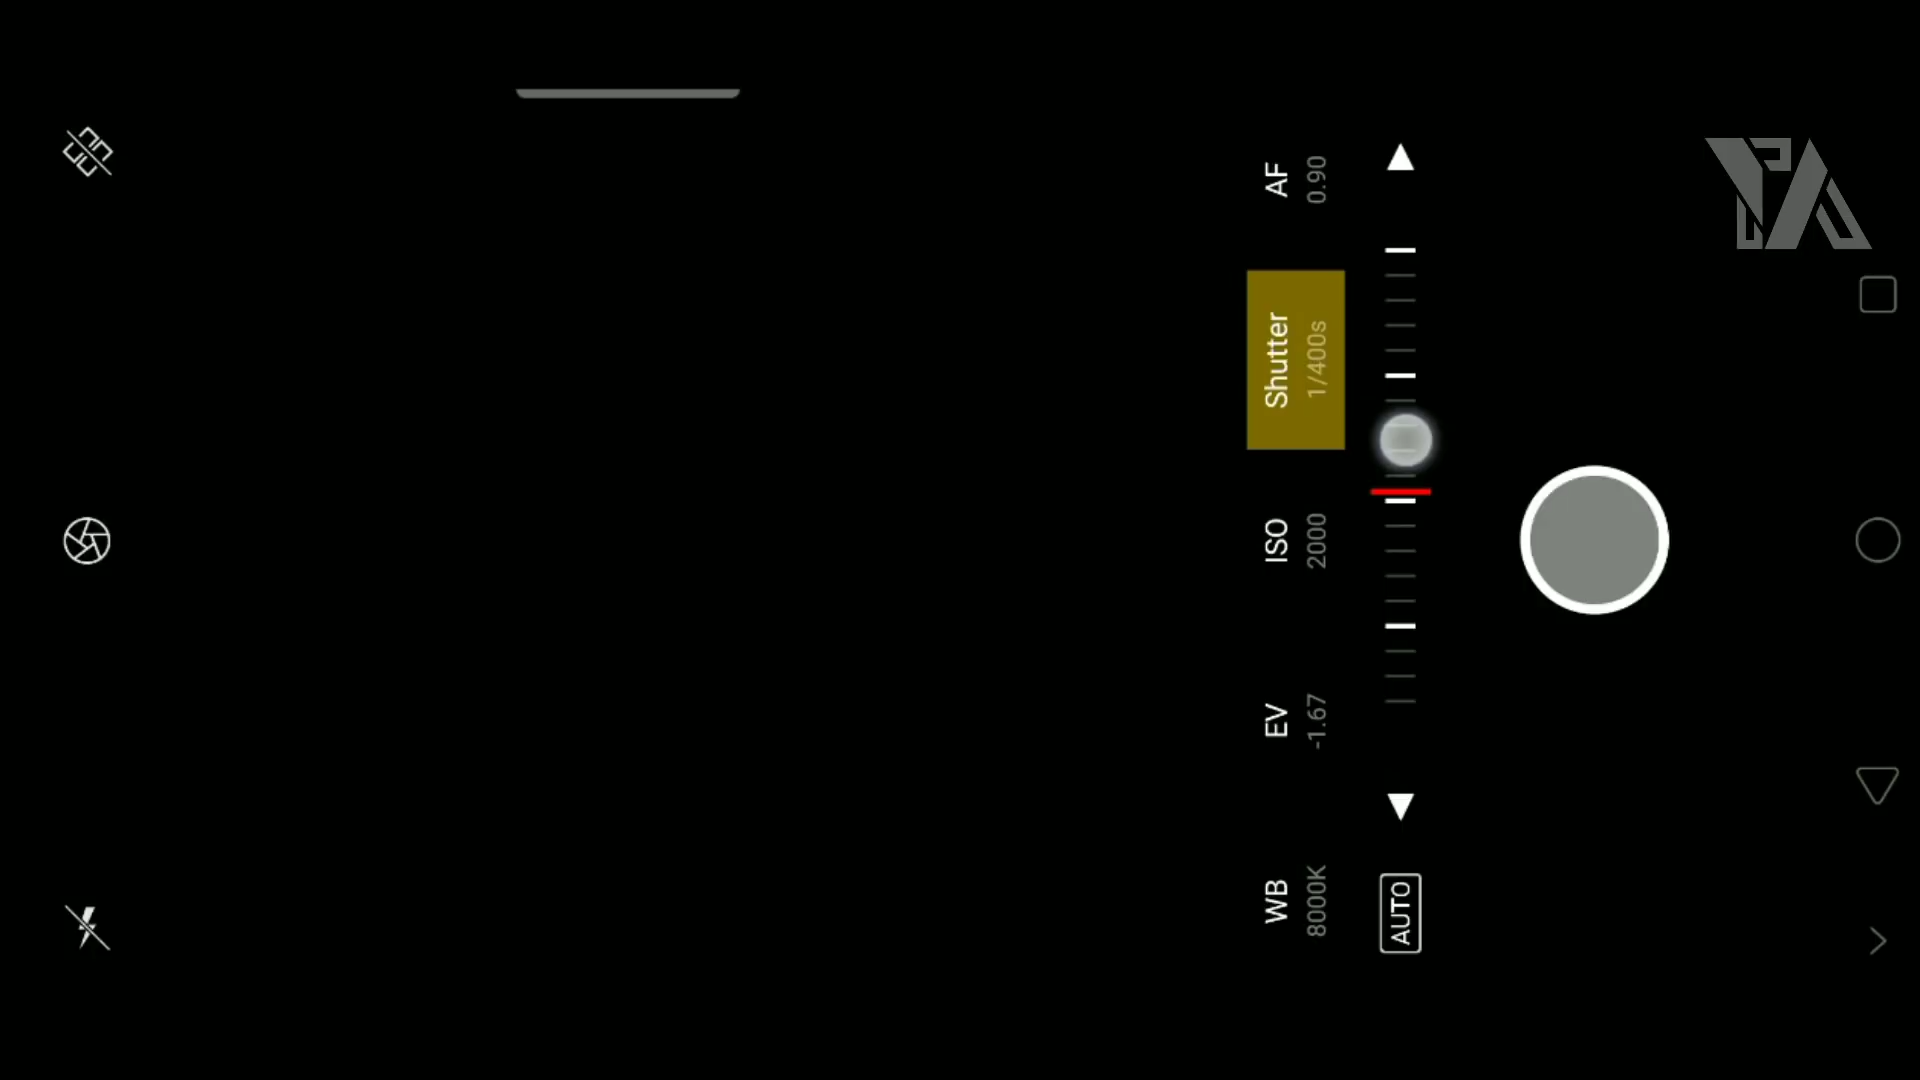 WB
8000K
EV
-1.67
ISO
2000
Shutter
1/400s
AF
0.90
AUTO